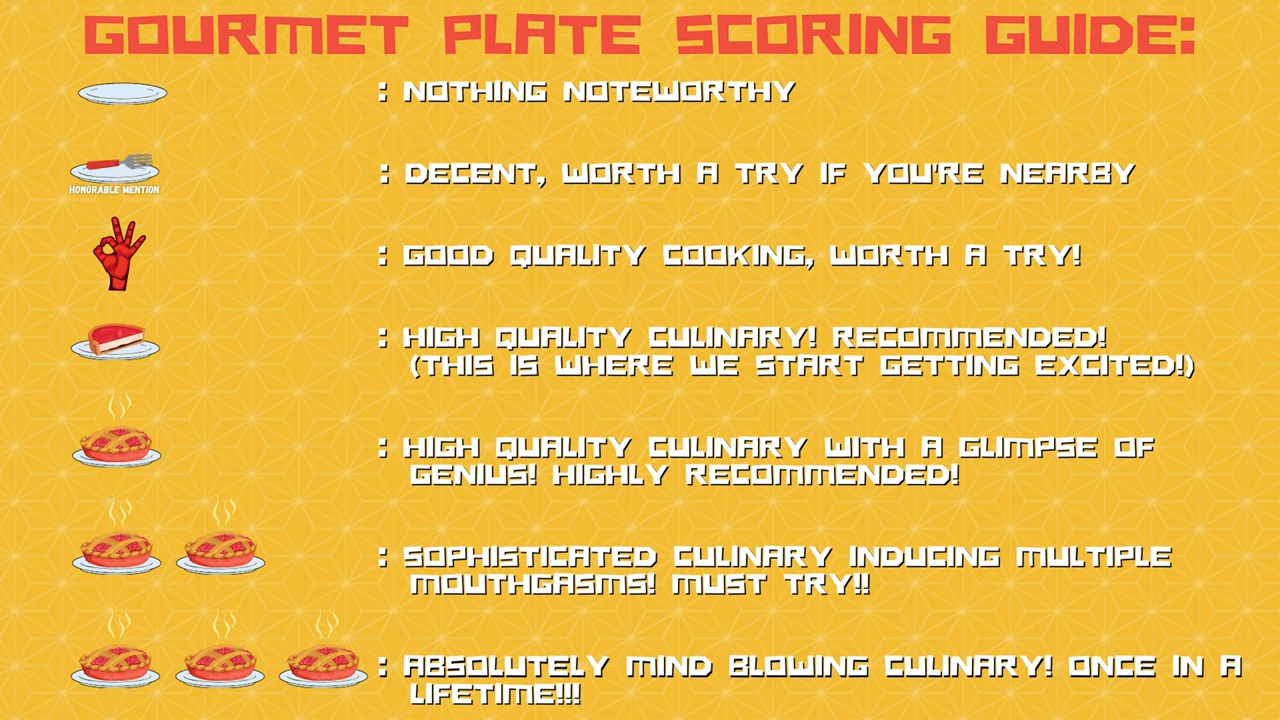 GOURMET PLATE SCORING GUIDE:
: NOTHING NOTEWORTHY
HONORABLE MENTION
: DECENT, WORTH A TRY IF YOU'RE NEARBY
: GOOD QUALITY COOKING, WORTH A TRY!
: HIGH QUALITY CULINARY! RECOMMENDED!
(THIS IS WHERE WE START GETTING EXCITED!)
: HIGH QUALITY CULINARY WITH A GLIMPSE OF
GENIUS! HIGHLY RECOMMENDED!
: SOPHISTICATED CULINARY INDUCING MULTIPLE
MOUTHGASMS! MUST TRY!!
: ABSOLUTELY MIND BLOWING CULINARY! ONCE IN A
LIFETIME!!!